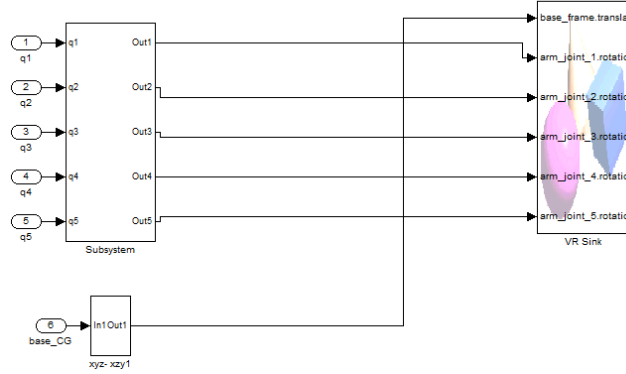 1
q1
2
q2
3
q3
4
q4
5
q5
q1
q2
q3
q4
q5
Out1
Out2
Out3
Out4
Out5
Subsystem
base_frame.transla
arm_joint_1.rotatio
arm_joint_2.rotatio
arm_joint_3.rotatio
arm_joint_4.rotatio
arm_joint_5.rotatio
VR Sink
6
base_CG
In1 Out1
xyz- xzy1